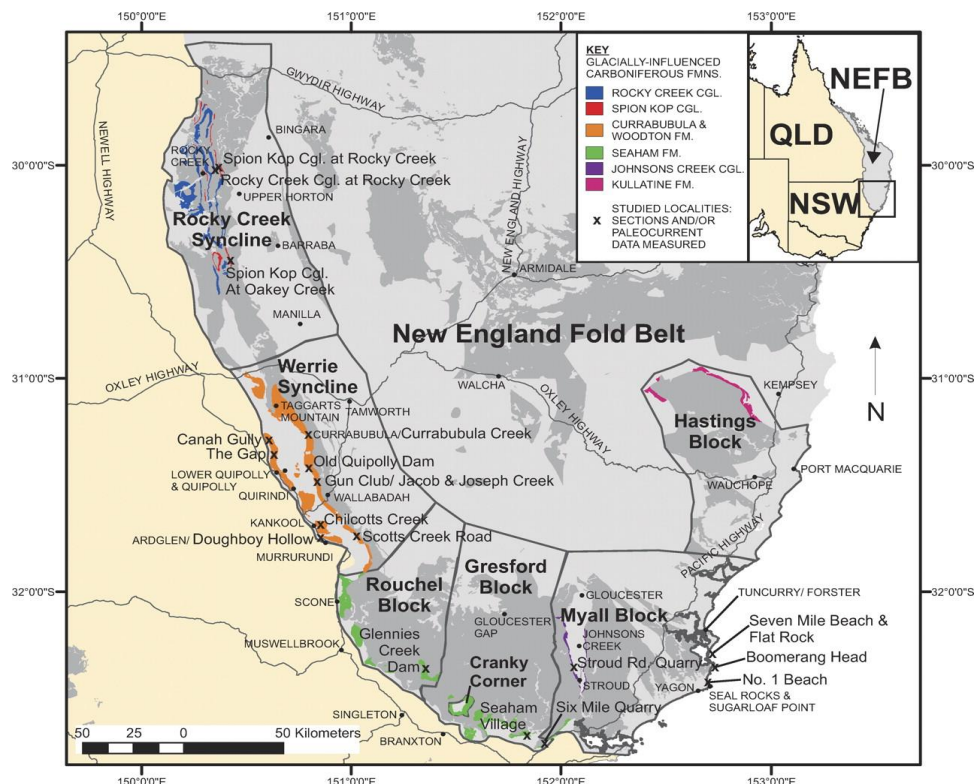 150°0'0"S
151°0'0"S
152°0'0"S
153°0'0"S
KEY
GLACIALLY-INFLUENCED
CARBONIFEROUS FMNS.
ROCKY CREEK CGL.
SPION KOP CGL.
CURRABUBULA &
WOODTON FM.
SEAHAM FM.
JOHNSONS CREEK CGL.
KULLATINE FM.
x
STUDIED LOCALITIES:
SECTIONS AND/OR
PALEOCURRENT
DATA MEASURED
NEFB
QLD
NSW
GWYDIR HIGHWAY
NEWELL HIGHWAY
NEW ENGLAND HIGHWAY
BINGARA
30°0'0"S
30°0'0"S
ROCKY
CREEK
Spion Kop Cgl. at Rocky Creek
Rocky Creek Cgl. at Rocky Creek
UPPER HORTON
Rocky Creek
Syncline
BARRABA
Spion Kop Cgl.
At Oakey Creek
ARMIDALE
MANILLA
New England Fold Belt
N
31°0'0"S
31°0'0"S
OXLEY HIGHWAY
Werrie
Syncline
TAGGARTS
MOUNTAIN
TAMWORTH
WALCHA
OXLEY HIGHWAY
KEMPSEY
Hastings
Block
Canah Gully
CURRABUBULA/Currabubula Creek
The Gap
Old Quipolly Dam
LOWER QUIPOLLY
& QUIPOLLY
Gun Club/ Jacob & Joseph Creek
QUIRINDI
WALLABADAH
PORT MACQUARIE
WAUCHOPE
KANKOOL
Chilcotts Creek
ARDGLEN/ Doughboy Hollow
Scotts Creek Road
MURRURUNDI
PACIFIC HIGHWAY
32°0'0"S
32°0'0"S
Rouchel
Block
Gresford
Block
SCONE
GLOUCESTER
GLOUCESTER
GAP
Myall Block
TUNCURRY/ FORSTER
MUSWELLBROOK
Glennies
Creek
Dam
JOHNSONS
CREEK
Seven Mile Beach &
Flat Rock
Cranky
Corner
Stroud Rd. Quarry
Boomerang Head
STROUD
YAGON
No. 1 Beach
SEAL ROCKS &
SUGARLOAF POINT
SINGLETON
Seaham
Village
Six Mile Quarry
BRANXTON
50 25 0 50 Kilometers
150°0'0"S
151°0'0"S
152°0'0"S
153°0'0"S